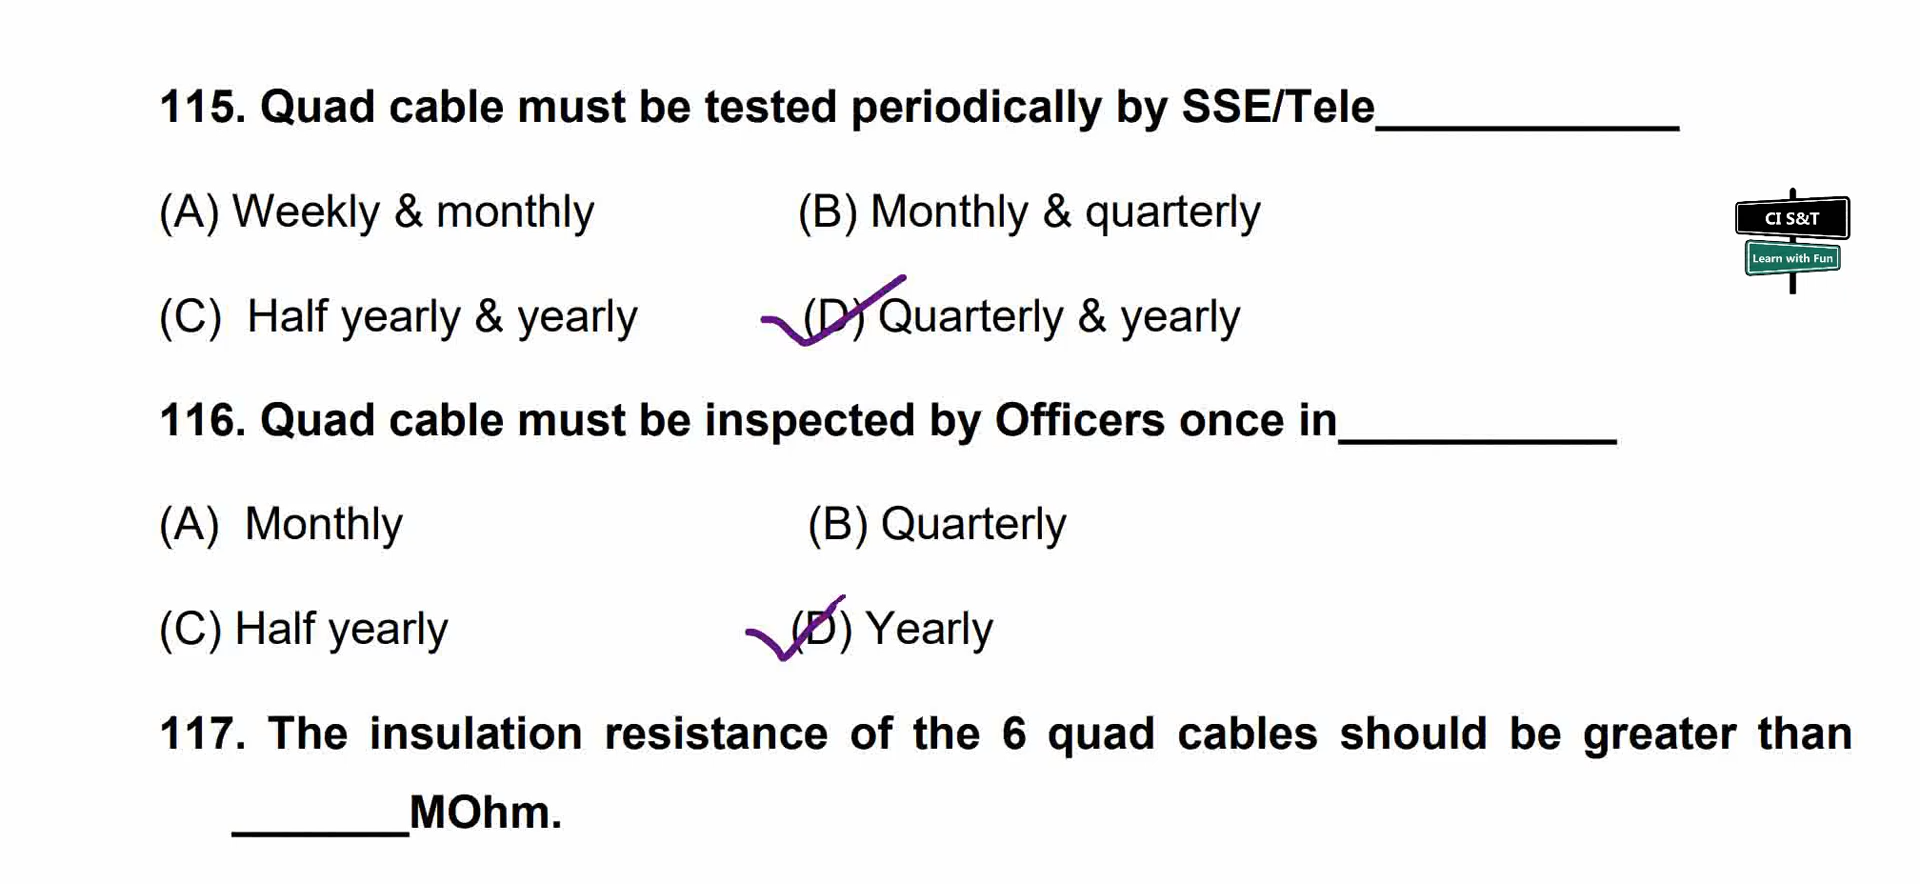 115. Quad cable must be tested periodically by SSE/Tele____________
(A) Weekly & monthly (B) Monthly & quarterly
CI S&T
Learn with Fun
(C) Half yearly & yearly (D) Quarterly & yearly
116. Quad cable must be inspected by Officers once in___________
(A) Monthly (B) Quarterly
(C) Half yearly (D) Yearly
117. The insulation resistance of the 6 quad cables should be greater than
_______MOhm.